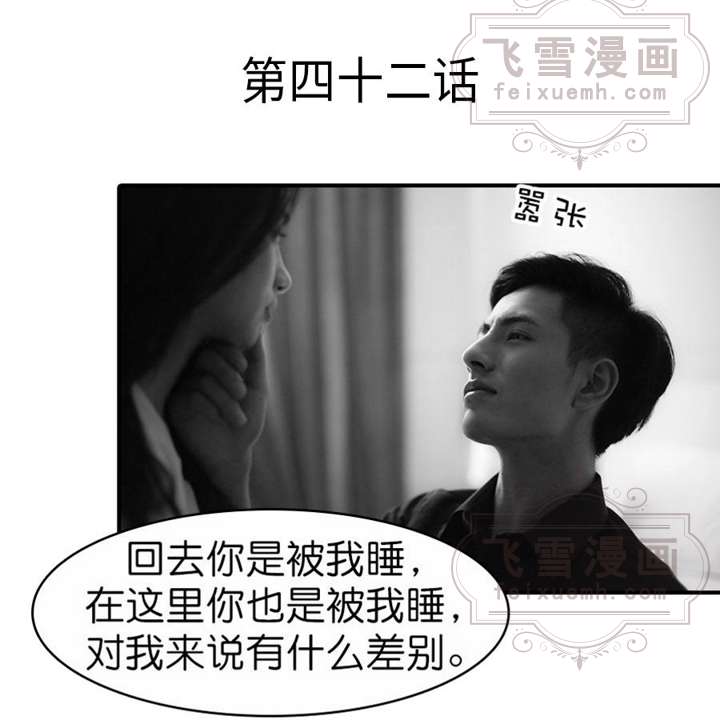 飞雪漫画
feixuemh.com
第四十二话
嚣张
回去你是被我睡，
在这里你也是被我睡，
对我来说有什么差别。
飞雪漫画
feixuemh.com